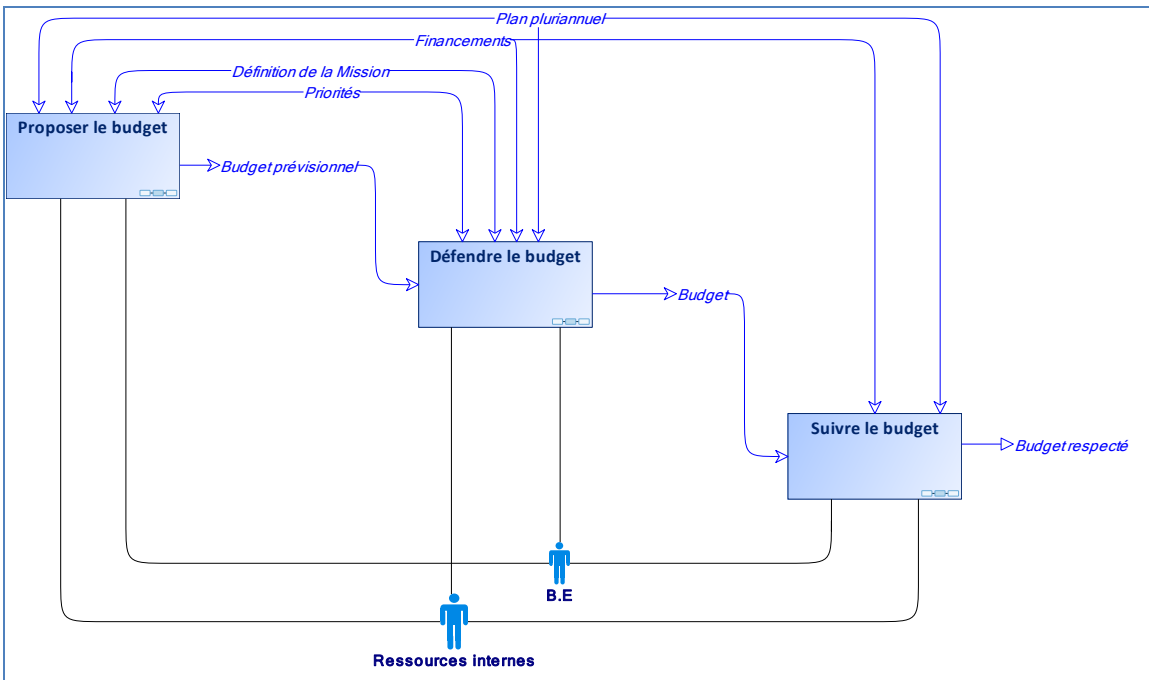 Plan pluriannuel
Financements
Définition de la Mission
Priorités
Proposer le budget
Budget prévisionnel
Défendre le budget
Budget
Suivre le budget
Budget respecté
B.E
Ressources internes